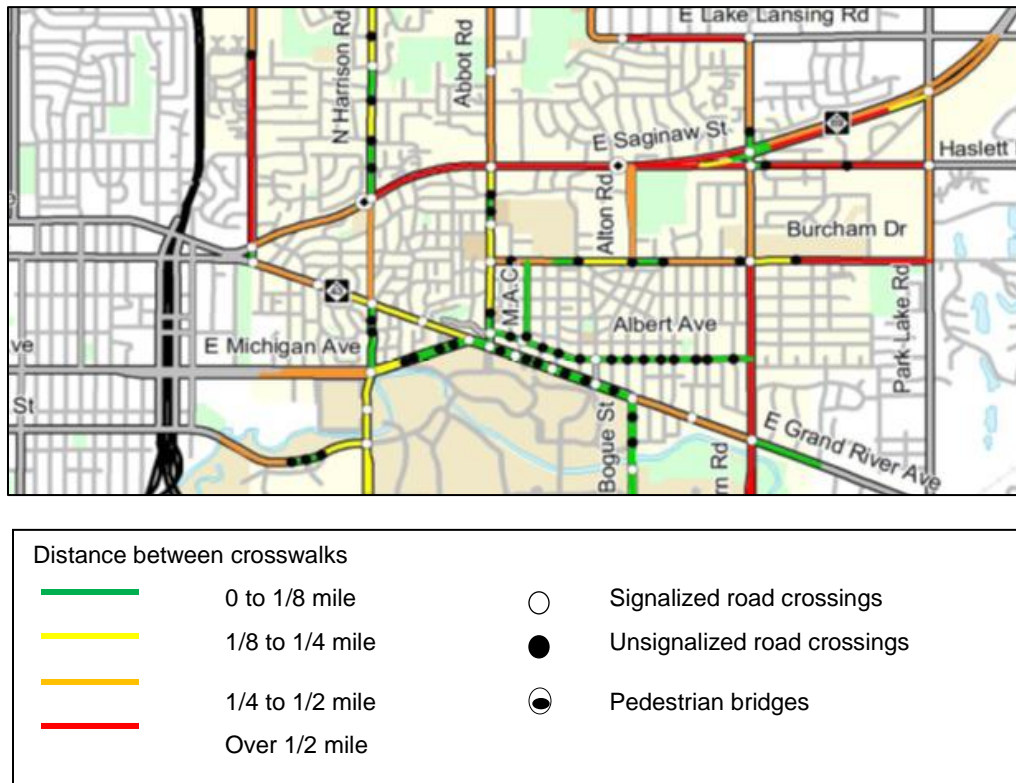 E Lake Lansing Rd
N Harrison Rd
Abbot Rd
E Saginaw St
Haslett
Alton Rd
Burcham Dr
M.A.C
Park Lake Rd
Albert Ave
ve
E Michigan Ave
St
Bogue St
rn Rd
E Grand River Ave
Distance between crosswalks
0 to 1/8 mile
Signalized road crossings
1/8 to 1/4 mile
Unsignalized road crossings
1/4 to 1/2 mile
Pedestrian bridges
Over 1/2 mile